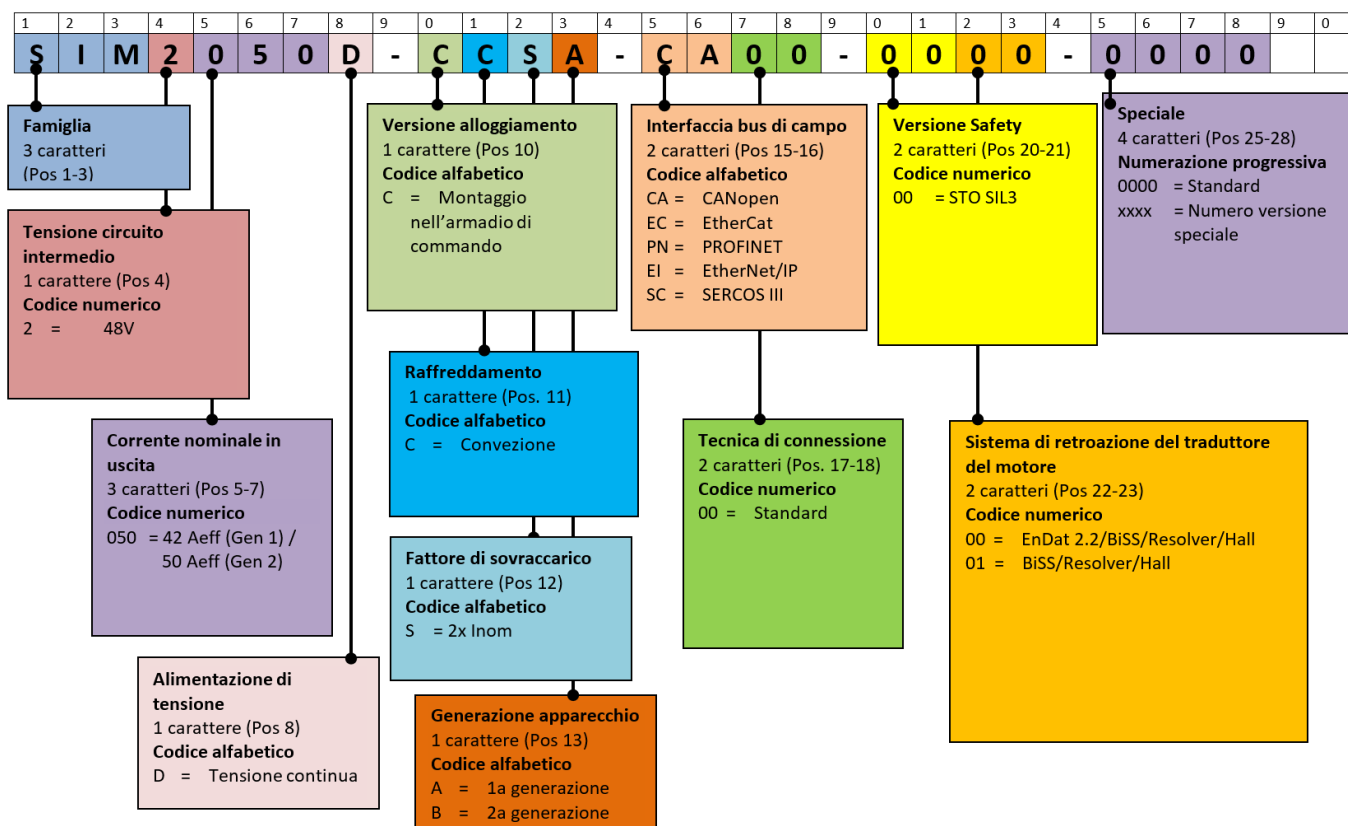 1 2 3 4 5 6 7 8 9 0 1 2 3 4 5 6 7 8 9 0 1 2 3 4 5 6 7 8 9 0
S I M 2 0 5 0 D - C C S A - C A 0 0 - 0 0 0 0 - 0 0 0 0
Famiglia
3 caratteri
(Pos 1-3)
Tensione circuito
intermedio
1 carattere (Pos 4)
Codice numerico
2 = 48V
Corrente nominale in
uscita
3 caratteri (Pos 5-7)
Codice numerico
050 = 42 Aeff (Gen 1) /
50 Aeff (Gen 2)
Alimentazione di
tensione
1 carattere (Pos 8)
Codice alfabetico
D = Tensione continua
Versione alloggiamento
1 carattere (Pos 10)
Codice alfabetico
C = Montaggio
nell’armadio di
commando
Raffreddamento
1 carattere (Pos. 11)
Codice alfabetico
C = Convezione
Fattore di sovraccarico
1 carattere (Pos 12)
Codice alfabetico
S = 2x Inom
Generazione apparecchio
1 carattere (Pos 13)
Codice alfabetico
A = 1a generazione
B = 2a generazione
Interfaccia bus di campo
2 caratteri (Pos 15-16)
Codice alfabetico
CA = CANopen
EC = EtherCat
PN = PROFINET
EI = EtherNet/IP
SC = SERCOS III
Tecnica di connessione
2 caratteri (Pos. 17-18)
Codice numerico
00 = Standard
Versione Safety
2 caratteri (Pos 20-21)
Codice numerico
00 = STO SIL3
Sistema di retroazione del traduttore
del motore
2 caratteri (Pos 22-23)
Codice numerico
00 = EnDat 2.2/BiSS/Resolver/Hall
01 = BiSS/Resolver/Hall
Speciale
4 caratteri (Pos 25-28)
Numerazione progressiva
0000 = Standard
xxxx = Numero versione
speciale